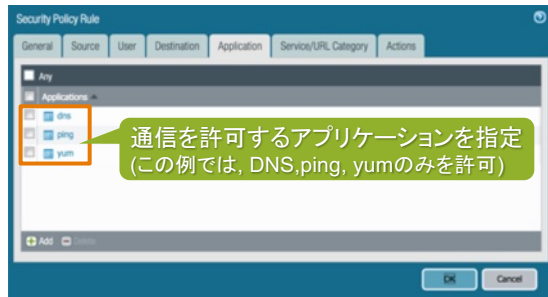 Security Policy Rule
General Source User Destination Application Service/URL Category Actions
Any
Applications
dns
ping
yum
通信を許可するアプリケーションを指定
(この例では, DNS,ping, yumのみを許可)
Add Delete
OK Cancel